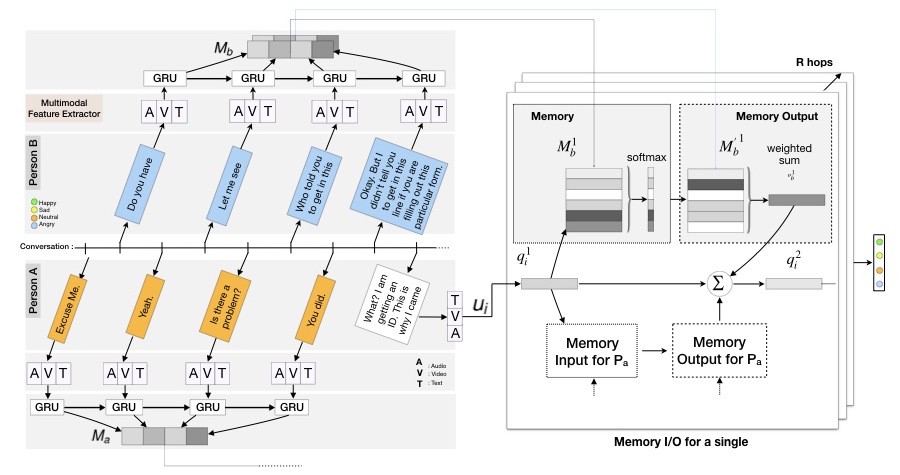 M_b
GRU GRU GRU GRU
Multimodal
Feature Extractor
A V T A V T A V T A V T
Person B
Do you have
Let me see
Who told you
to get in this
Okay. But I
didn't tell you
to get in this
line if you are
filling out this
particular form.
Happy
Sad
Neutral
Angry
Conversation :
Person A
Excuse Me.
Yeah.
Is there a
problem?
You did.
What? I am
getting an
ID. This is
why I came
T
V
A
u_i
A V T A V T A V T A V T
A : Audio
V : Video
T : Text
GRU GRU GRU GRU
M_a
R hops
Memory
M_b^1
softmax
Memory Output
M_b^{'1}
weighted
sum
o_b^1
q_i^1
Σ
q_i^2
Memory
Input for P_a
Memory
Output for P_a
Memory I/O for a single